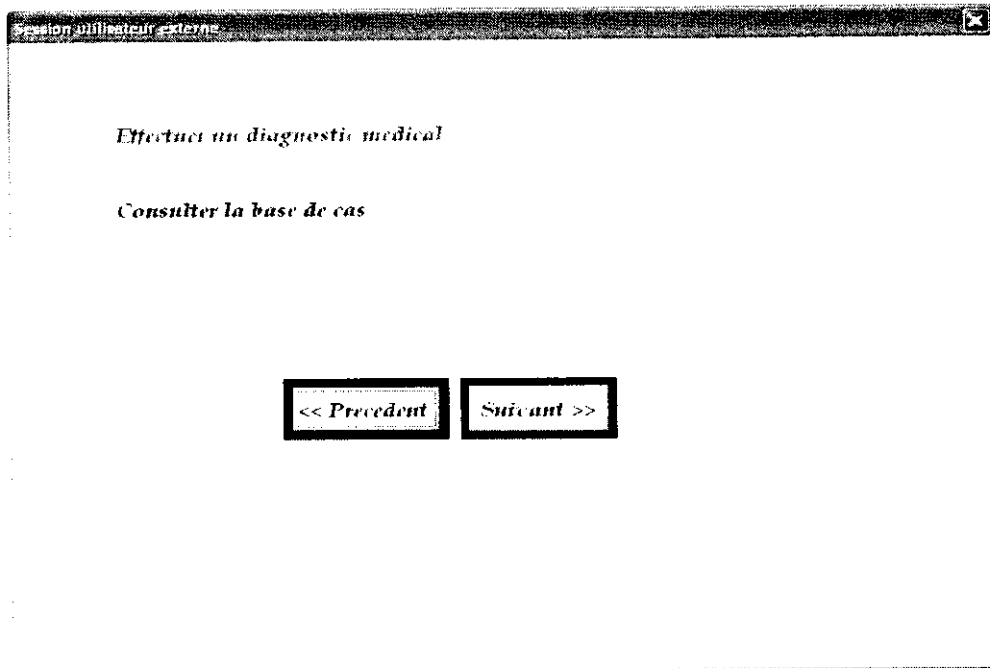 Session utilisateur externe
Effectuer un diagnostic medical
Consulter la base de cas
<< Precedent Suivant >>